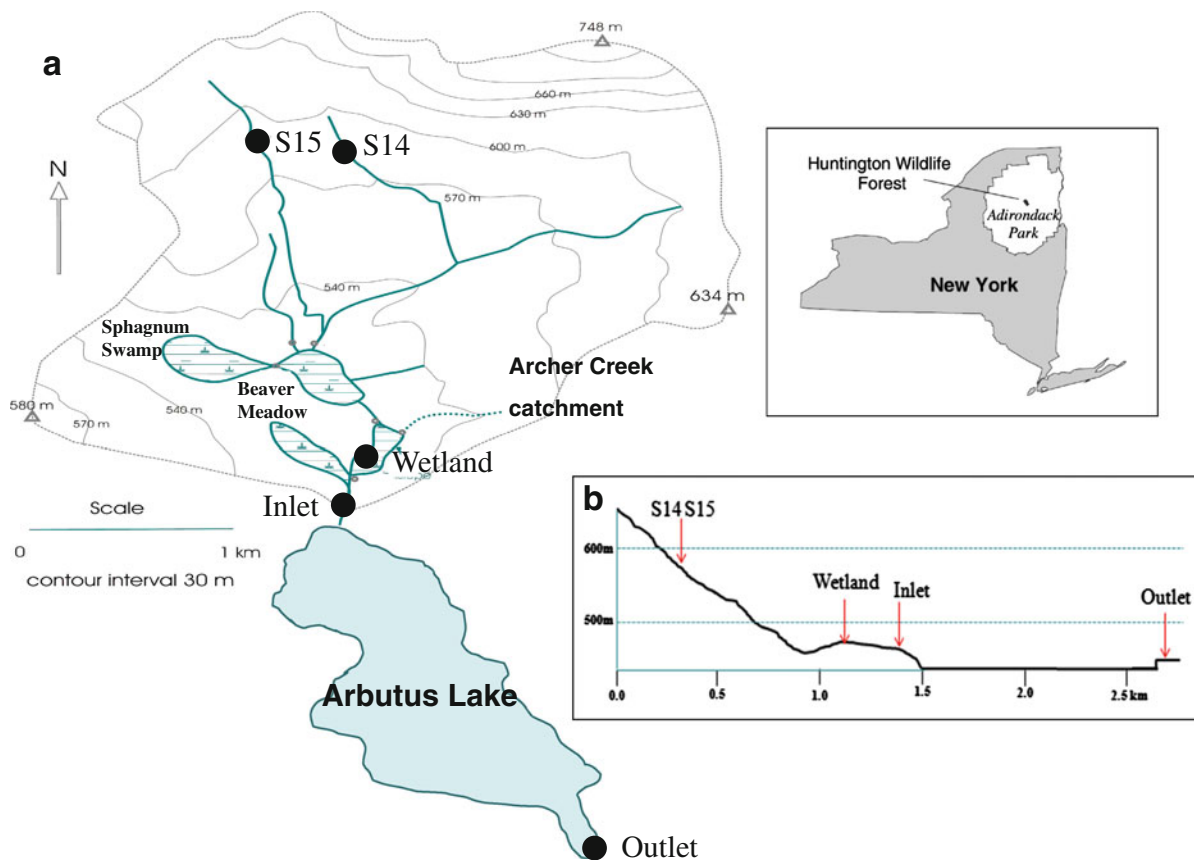 a
748 m
660 m
630 m
600 m
S15
S14
N
570 m
540 m
634 m
Sphagnum
Swamp
Beaver
Meadow
Archer Creek
catchment
580 m
570 m
540 m
Wetland
Inlet
Scale
0
1 km
contour interval 30 m
Arbutus Lake
Outlet
Huntington Wildlife
Forest
Adirondack
Park
New York
b
S14 S15
600m
Wetland
Inlet
Outlet
500m
0.0
0.5
1.0
1.5
2.0
2.5 km